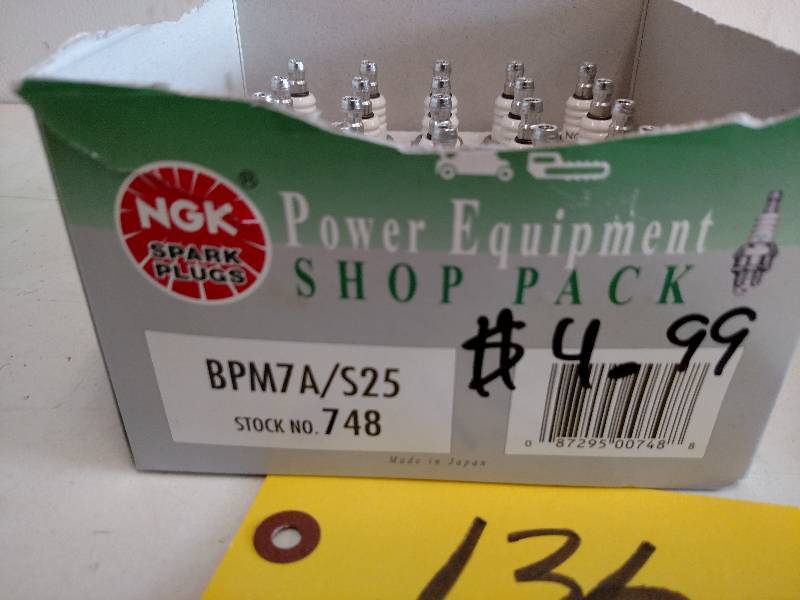 NGK
®
SPARK
PLUGS
Power Equipment
SHOP PACK
$4-99
BPM7A/S25
STOCK NO. 748
0 87295 00748 8
Made in Japan
136